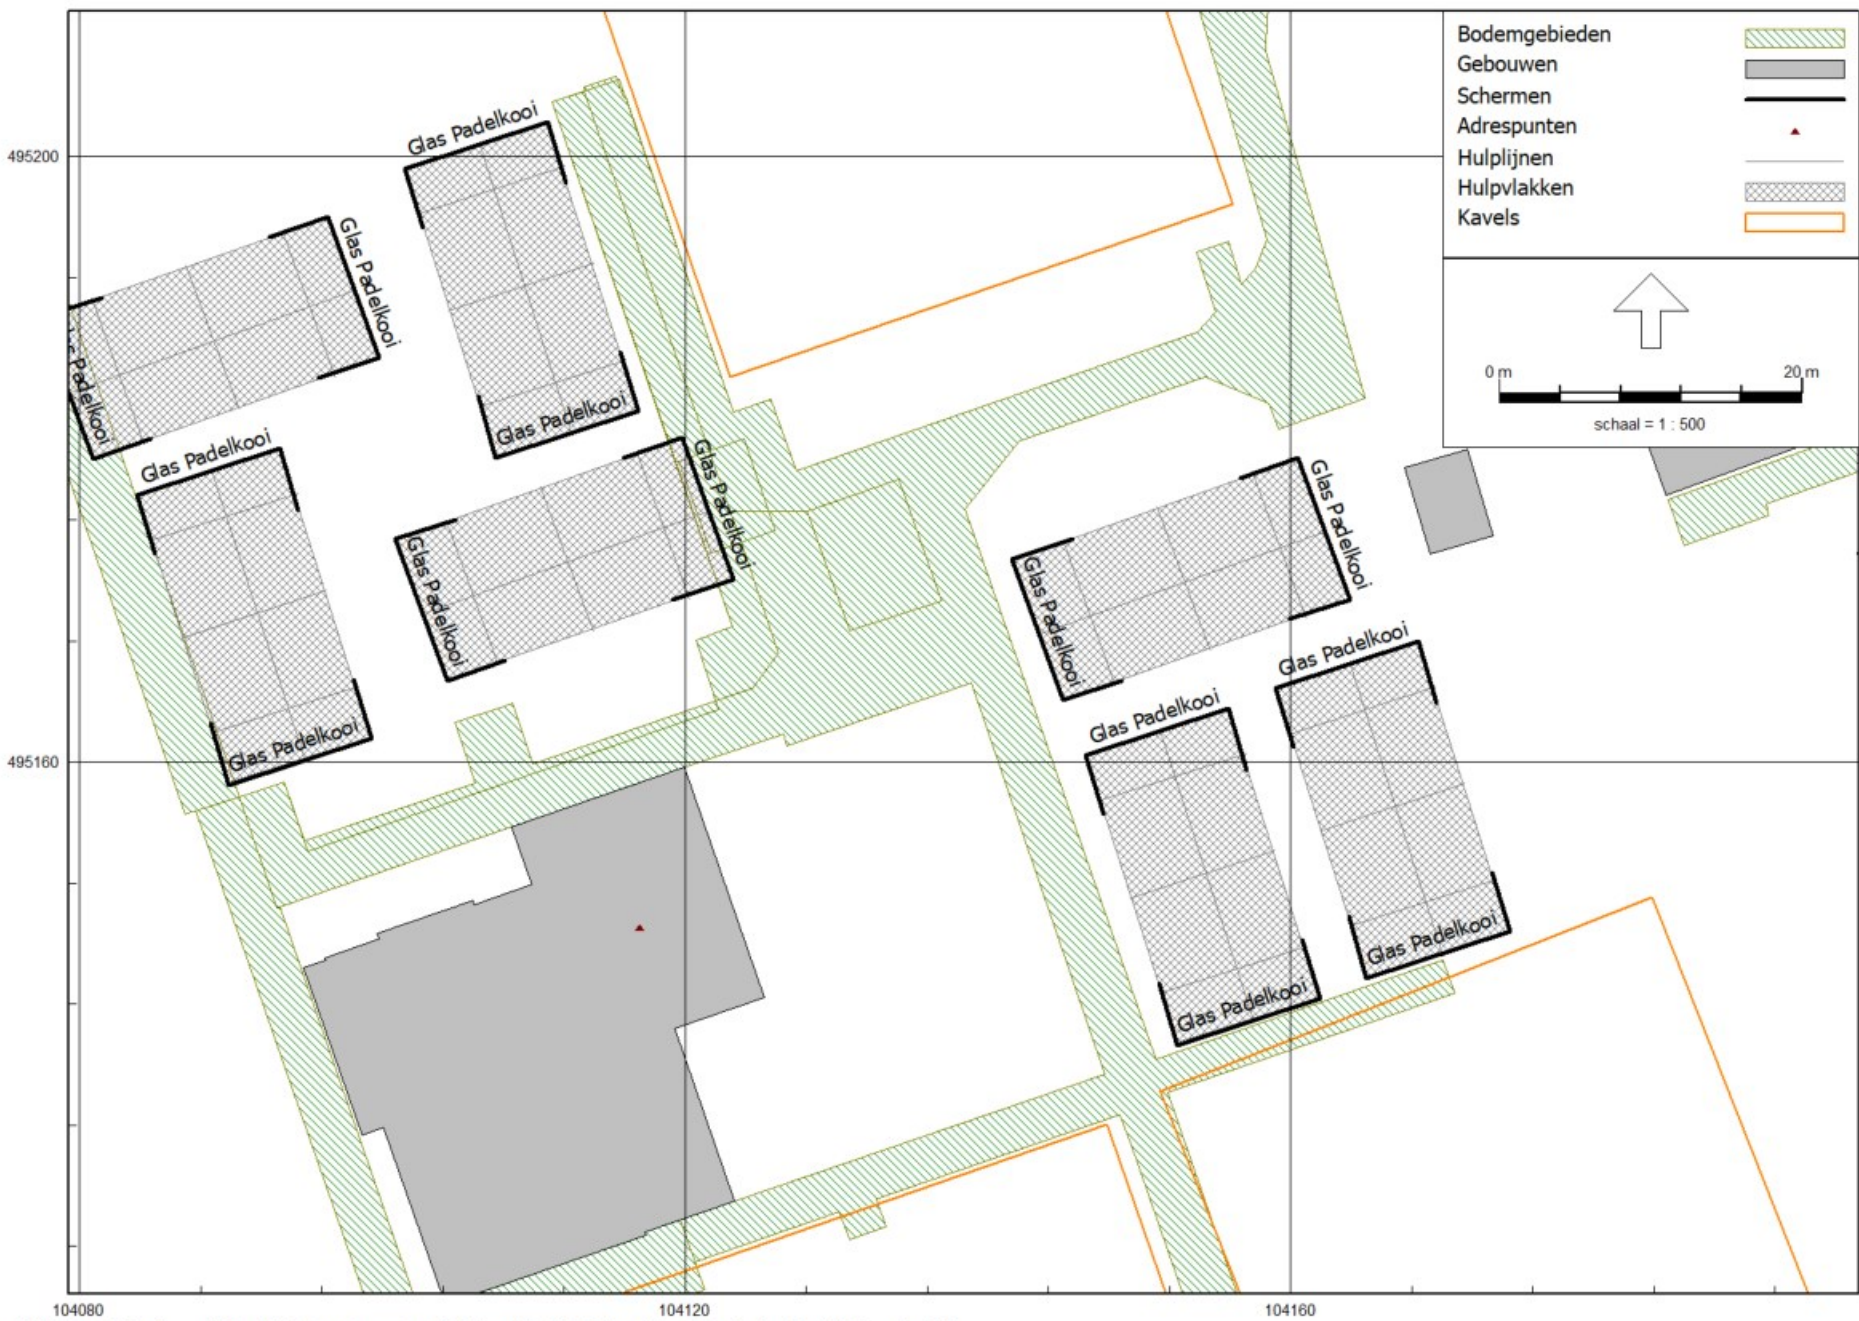 Bodemgebieden
Gebouwen
Schermen
Adrespunten
Hulplijnen
Hulpvlakken
Kavels
0 m
20 m
schaal = 1 : 500
495200
495160
104080
104120
104160
Glas Padelkooi
Glas Padelkooi
Glas Padelkooi
s Padelkooi
Padelkooi
Glas Padelkooi
Glas Padelkooi
Glas Padelkooi
Glas Padelkooi
Glas Padelkooi
Glas Padelkooi
Glas Padelkooi
Glas Padelkooi
Glas Padelkooi
Glas Padelkooi
Glas Padelkooi